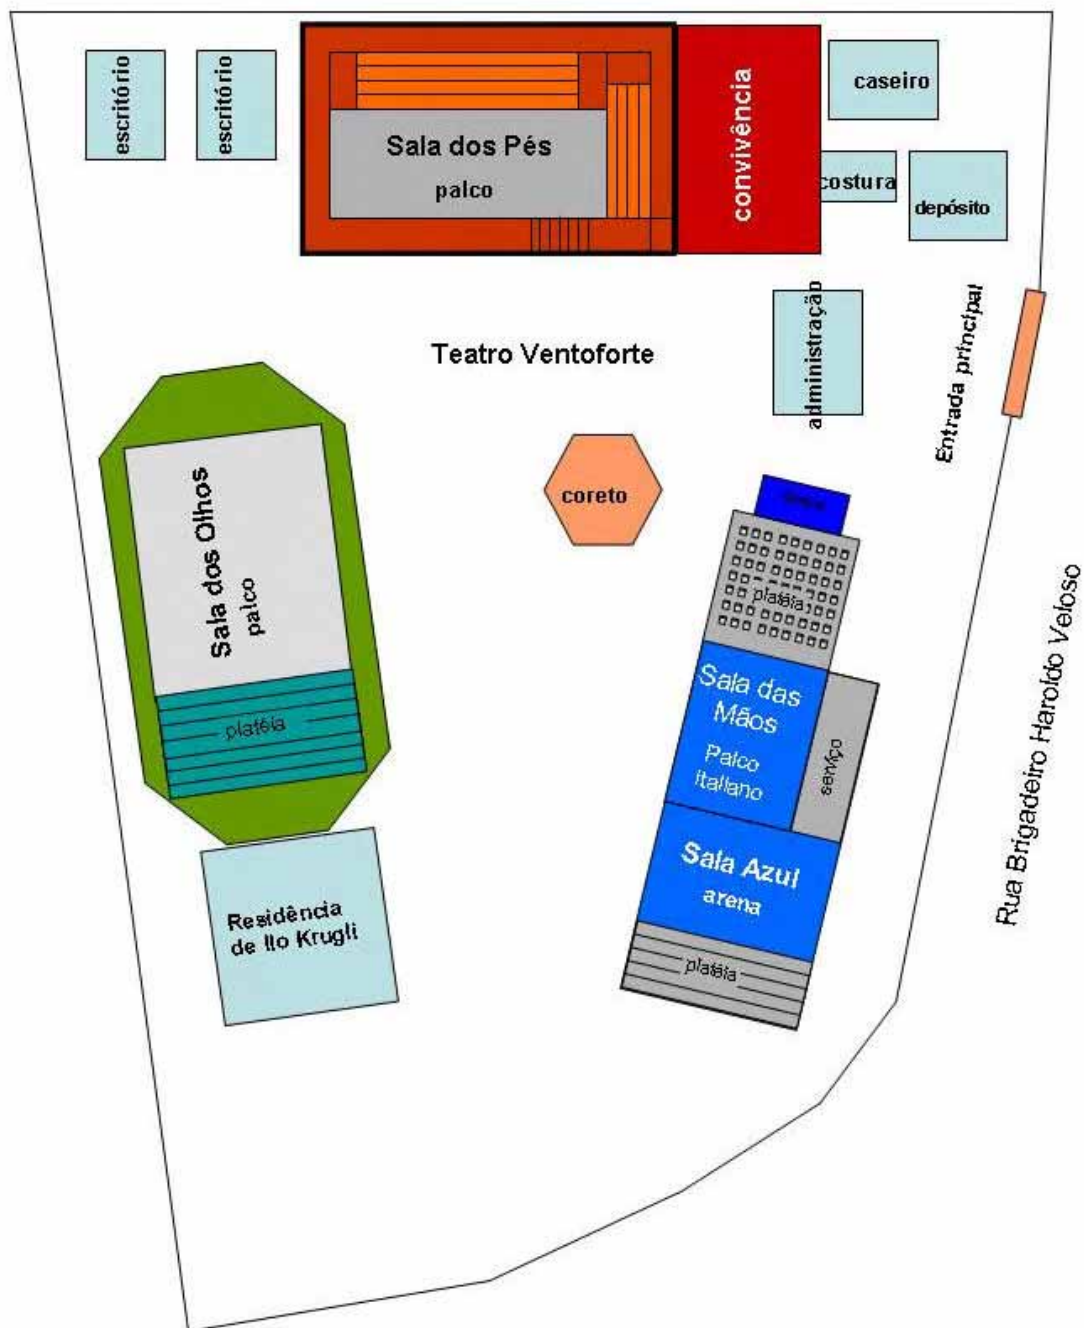 escritório
escritório
Sala dos Pés
palco
convivência
caseiro
costura
depósito
administração
Entrada principal
Teatro Ventoforte
coreto
Sala dos Olhos
palco
platéia
platéia
Sala das
Mãos
Palco
Italiano
serviço
Sala Azul
arena
platéia
Residência
de Ilo Krugli
Rua Brigadeiro Haroldo Veloso